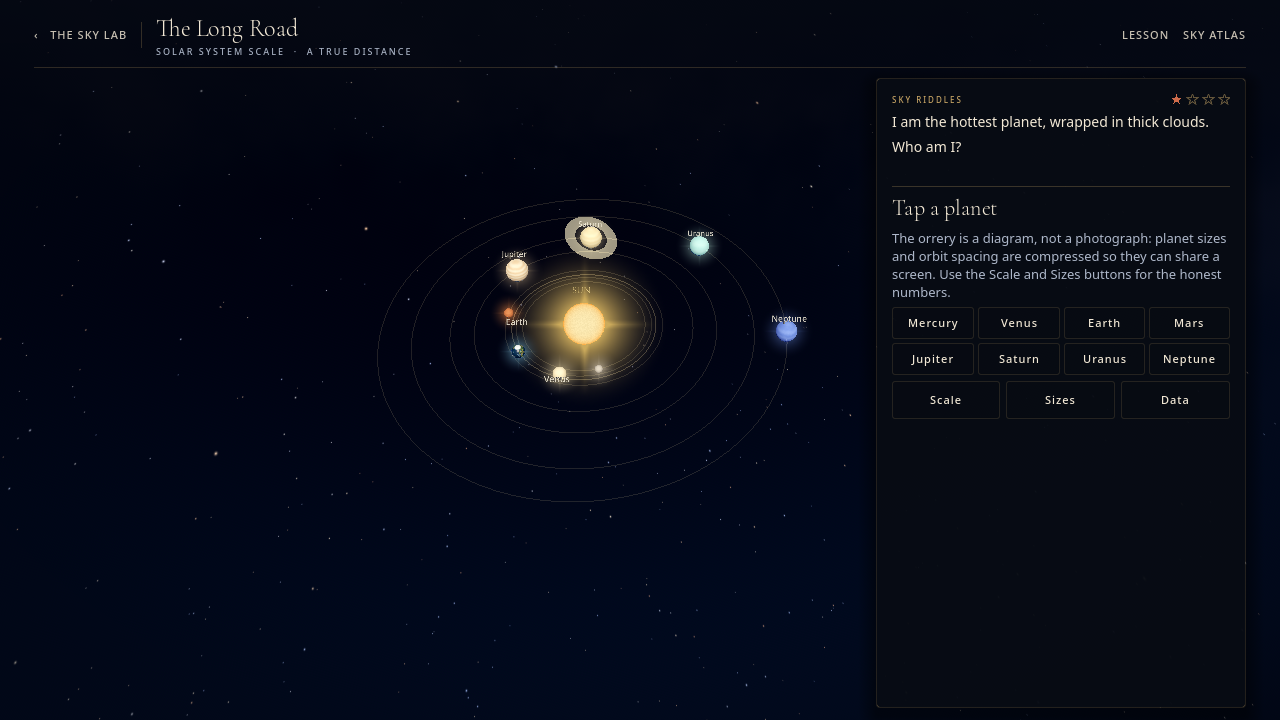 ‹ THE SKY LAB
The Long Road
SOLAR SYSTEM SCALE · A TRUE DISTANCE
LESSON SKY ATLAS
SKY RIDDLES
I am the hottest planet, wrapped in thick clouds.
Who am I?
Tap a planet
The orrery is a diagram, not a photograph: planet sizes
and orbit spacing are compressed so they can share a
screen. Use the Scale and Sizes buttons for the honest
numbers.
Mercury Venus Earth Mars
Jupiter Saturn Uranus Neptune
Scale Sizes Data
Saturn
Uranus
Jupiter
SUN
Earth
Neptune
Venus